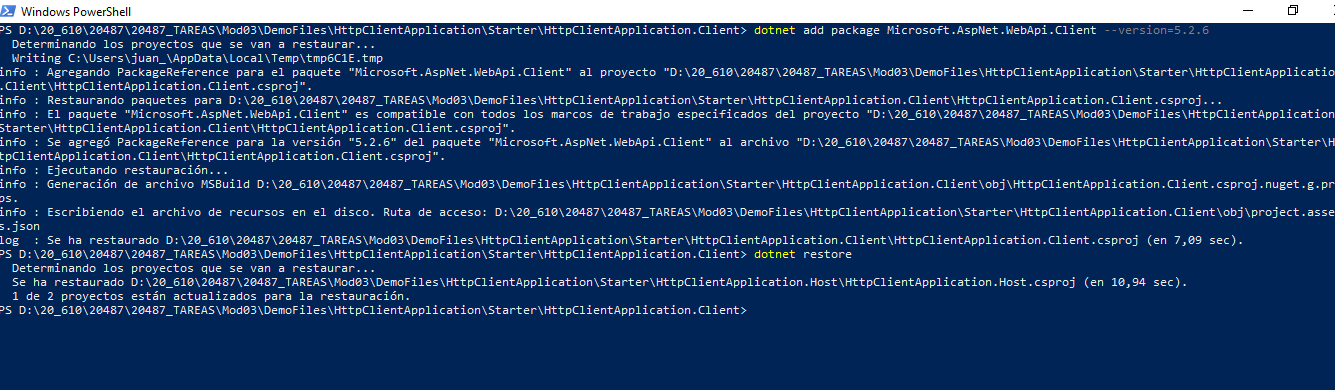 Windows PowerShell
PS D:\20_610\20487\20487_TAREAS\Mod03\DemoFiles\HttpClientApplication\Starter\HttpClientApplication.Client> dotnet add package Microsoft.AspNet.WebApi.Client --version=5.2.6
Determinando los proyectos que se van a restaurar...
Writing C:\Users\juan_\AppData\Local\Temp\tmp6C1E.tmp
info : Agregando PackageReference para el paquete "Microsoft.AspNet.WebApi.Client" al proyecto "D:\20_610\20487\20487_TAREAS\Mod03\DemoFiles\HttpClientApplication\Starter\HttpClientApplication
.Client\HttpClientApplication.Client.csproj".
info : Restaurando paquetes para D:\20_610\20487\20487_TAREAS\Mod03\DemoFiles\HttpClientApplication\Starter\HttpClientApplication.Client\HttpClientApplication.Client.csproj...
info : El paquete "Microsoft.AspNet.WebApi.Client" es compatible con todos los marcos de trabajo especificados del proyecto "D:\20_610\20487\20487_TAREAS\Mod03\DemoFiles\HttpClientApplication\
Starter\HttpClientApplication.Client\HttpClientApplication.Client.csproj".
info : Se agregó PackageReference para la versión "5.2.6" del paquete "Microsoft.AspNet.WebApi.Client" al archivo "D:\20_610\20487\20487_TAREAS\Mod03\DemoFiles\HttpClientApplication\Starter\H
ttpClientApplication.Client\HttpClientApplication.Client.csproj".
info : Ejecutando restauración...
info : Generación de archivo MSBuild D:\20_610\20487\20487_TAREAS\Mod03\DemoFiles\HttpClientApplication\Starter\HttpClientApplication.Client\obj\HttpClientApplication.Client.csproj.nuget.g.pr
ps.
info : Escribiendo el archivo de recursos en el disco. Ruta de acceso: D:\20_610\20487\20487_TAREAS\Mod03\DemoFiles\HttpClientApplication\Starter\HttpClientApplication.Client\obj\project.asse
s.json
log  : Se ha restaurado D:\20_610\20487\20487_TAREAS\Mod03\DemoFiles\HttpClientApplication\Starter\HttpClientApplication.Client\HttpClientApplication.Client.csproj (en 7,09 sec).
PS D:\20_610\20487\20487_TAREAS\Mod03\DemoFiles\HttpClientApplication\Starter\HttpClientApplication.Client> dotnet restore
Determinando los proyectos que se van a restaurar...
Se ha restaurado D:\20_610\20487\20487_TAREAS\Mod03\DemoFiles\HttpClientApplication\Starter\HttpClientApplication.Host\HttpClientApplication.Host.csproj (en 10,94 sec).
1 de 2 proyectos están actualizados para la restauración.
PS D:\20_610\20487\20487_TAREAS\Mod03\DemoFiles\HttpClientApplication\Starter\HttpClientApplication.Client>